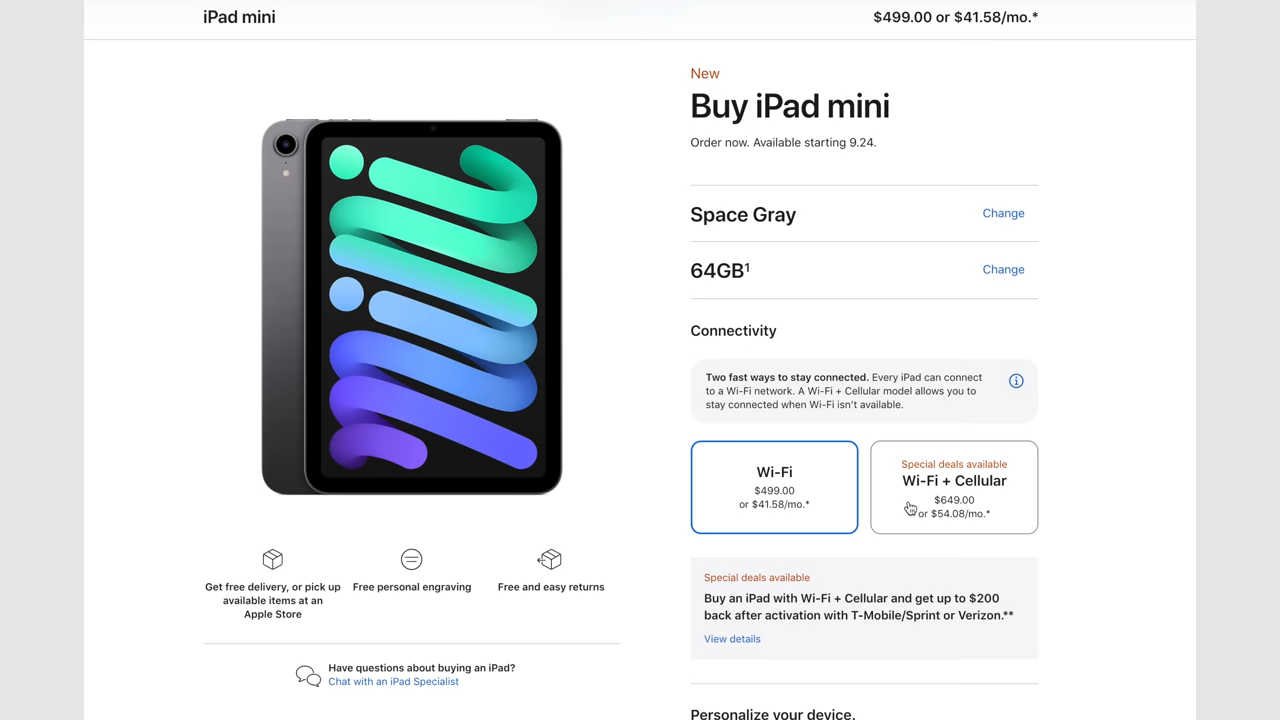 iPad mini
$499.00 or $41.58/mo.*
New
Buy iPad mini
Order now. Available starting 9.24.
Space Gray
Change
64GB¹
Change
Connectivity
Two fast ways to stay connected. Every iPad can connect
to a Wi-Fi network. A Wi-Fi + Cellular model allows you to
stay connected when Wi-Fi isn’t available.
Wi-Fi
$499.00
or $41.58/mo.*
Special deals available
Wi-Fi + Cellular
$649.00
or $54.08/mo.*
Special deals available
Buy an iPad with Wi-Fi + Cellular and get up to $200
back after activation with T-Mobile/Sprint or Verizon.**
View details
Personalize your device.
Get free delivery, or pick up
available items at an
Apple Store
Free personal engraving
Free and easy returns
Have questions about buying an iPad?
Chat with an iPad Specialist